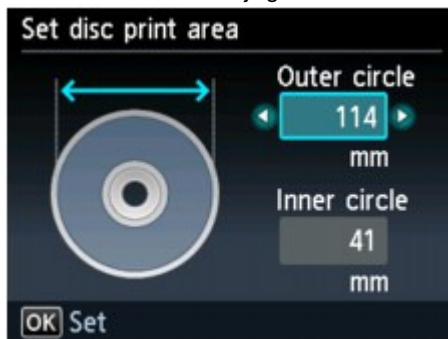 Set disc print area
Outer circle
114
mm
Inner circle
41
mm
OK Set